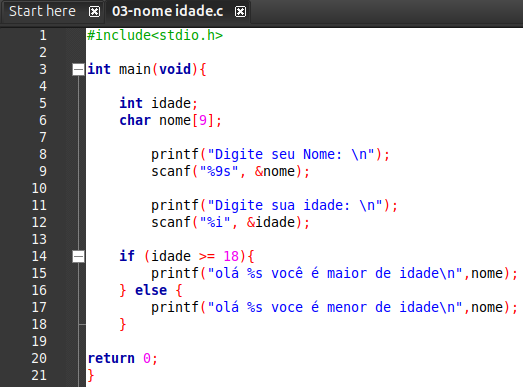 Start here
03-nome idade.c
1 #include<stdio.h>
2
3 int main(void){
4
5 int idade;
6 char nome[9];
7
8 printf("Digite seu Nome: \n");
9 scanf("%9s", &nome);
10
11 printf("Digite sua idade: \n");
12 scanf("%i", &idade);
13
14 if (idade >= 18){
15 printf("olá %s você é maior de idade\n",nome);
16 } else {
17 printf("olá %s voce é menor de idade\n",nome);
18 }
19
20 return 0;
21 }